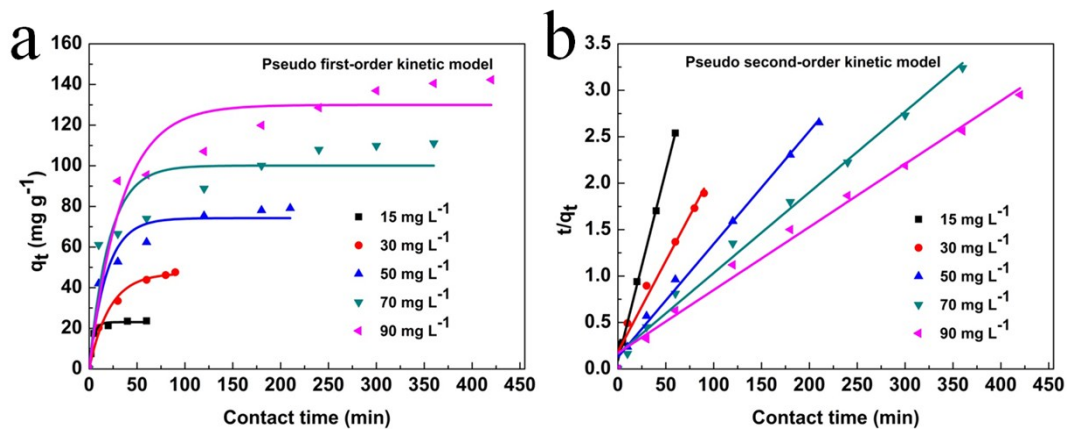 a
Pseudo first-order kinetic model
160
140
120
100
80
60
40
20
0
qt (mg g-1)
15 mg L-1
30 mg L-1
50 mg L-1
70 mg L-1
90 mg L-1
0 50 100 150 200 250 300 350 400 450
Contact time (min)
b
Pseudo second-order kinetic model
3.5
3.0
2.5
2.0
1.5
1.0
0.5
0.0
t/qt
15 mg L-1
30 mg L-1
50 mg L-1
70 mg L-1
90 mg L-1
0 50 100 150 200 250 300 350 400 450
Contact time (min)